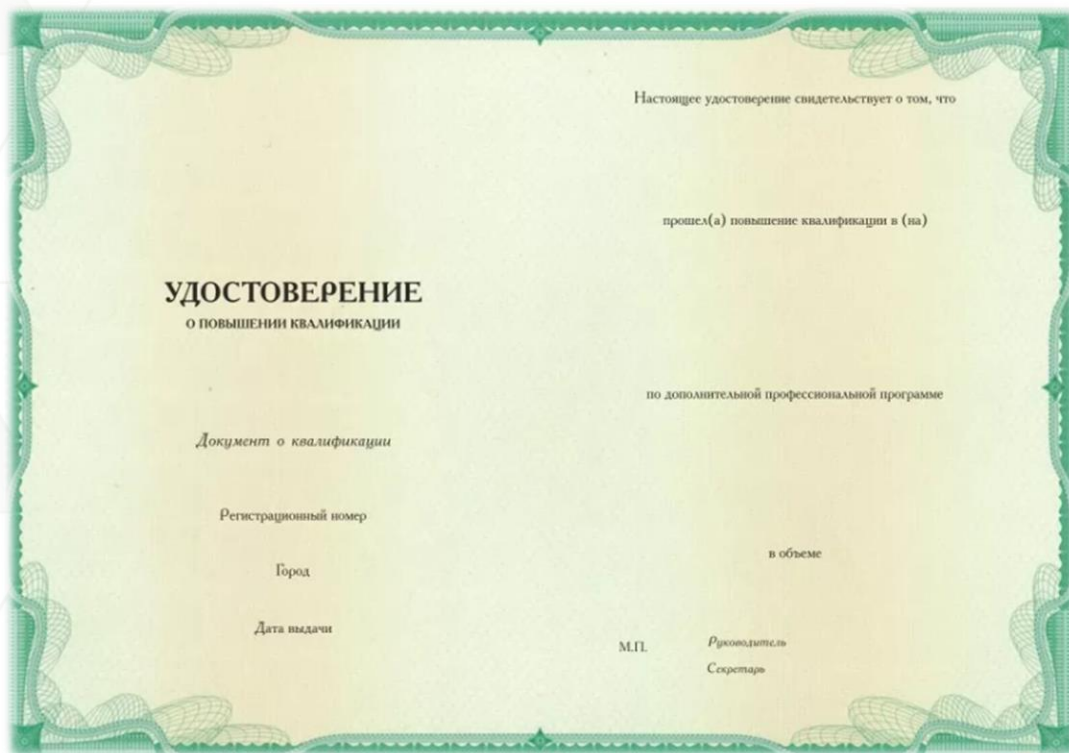 УДОСТОВЕРЕНИЕ
О ПОВЫШЕНИИ КВАЛИФИКАЦИИ
Документ о квалификации
Регистрационный номер
Город
Дата выдачи
Настоящее удостоверение свидетельствует о том, что
прошел(а) повышение квалификации в (на)
по дополнительной профессиональной программе
в объеме
М.П.
Руководитель
Секретарь